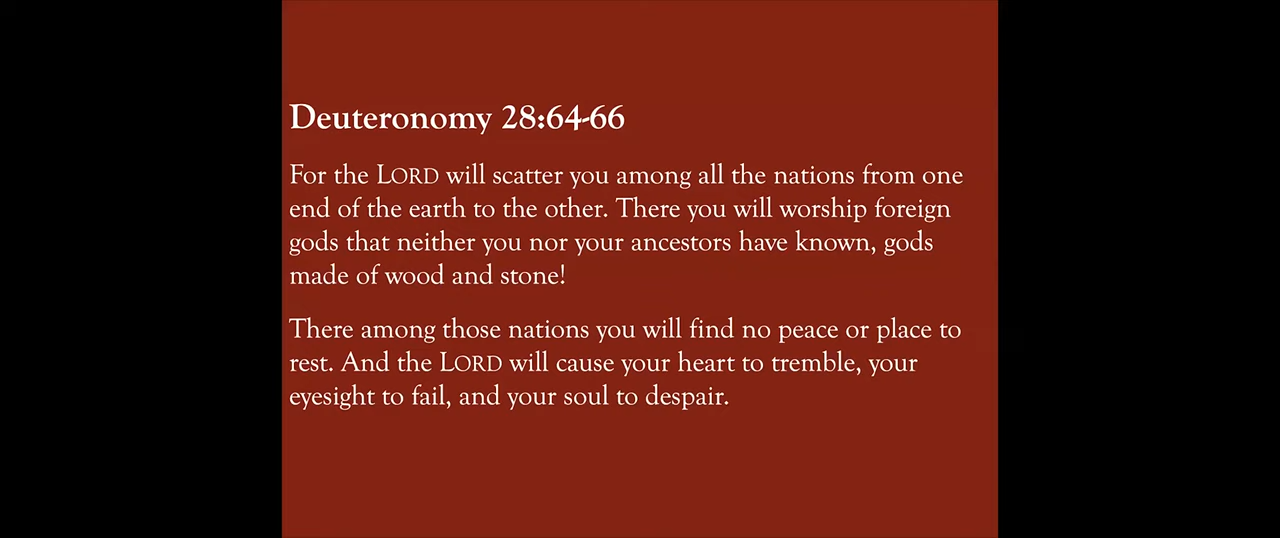 Deuteronomy 28:64-66
For the LORD will scatter you among all the nations from one
end of the earth to the other. There you will worship foreign
gods that neither you nor your ancestors have known, gods
made of wood and stone!
There among those nations you will find no peace or place to
rest. And the LORD will cause your heart to tremble, your
eyesight to fail, and your soul to despair.